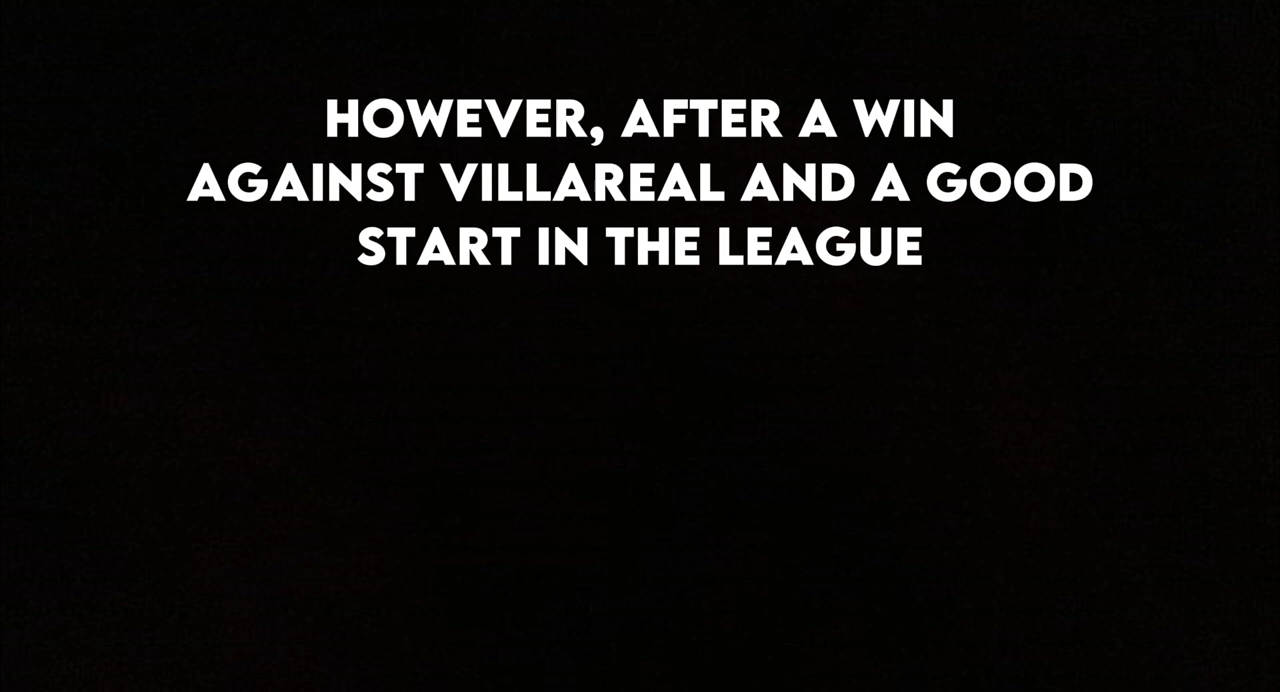 HOWEVER, AFTER A WIN
AGAINST VILLAREAL AND A GOOD
START IN THE LEAGUE